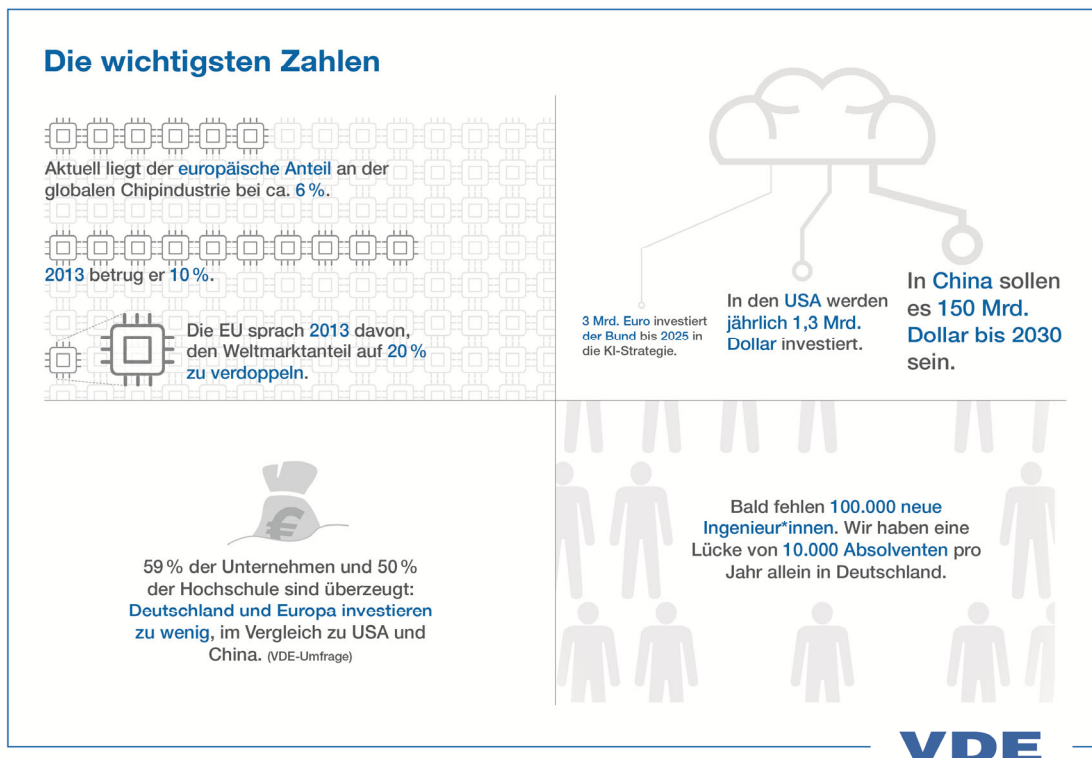 Die wichtigsten Zahlen
Aktuell liegt der europäische Anteil an der
globalen Chipindustrie bei ca. 6 %.
2013 betrug er 10 %.
Die EU sprach 2013 davon,
den Weltmarktanteil auf 20 %
zu verdoppeln.
3 Mrd. Euro investiert
der Bund bis 2025 in
die KI-Strategie.
In den USA werden
jährlich 1,3 Mrd.
Dollar investiert.
In China sollen
es 150 Mrd.
Dollar bis 2030
sein.
€
59 % der Unternehmen und 50 %
der Hochschule sind überzeugt:
Deutschland und Europa investieren
zu wenig, im Vergleich zu USA und
China. (VDE-Umfrage)
Bald fehlen 100.000 neue
Ingenieur*innen. Wir haben eine
Lücke von 10.000 Absolventen pro
Jahr allein in Deutschland.
VDE